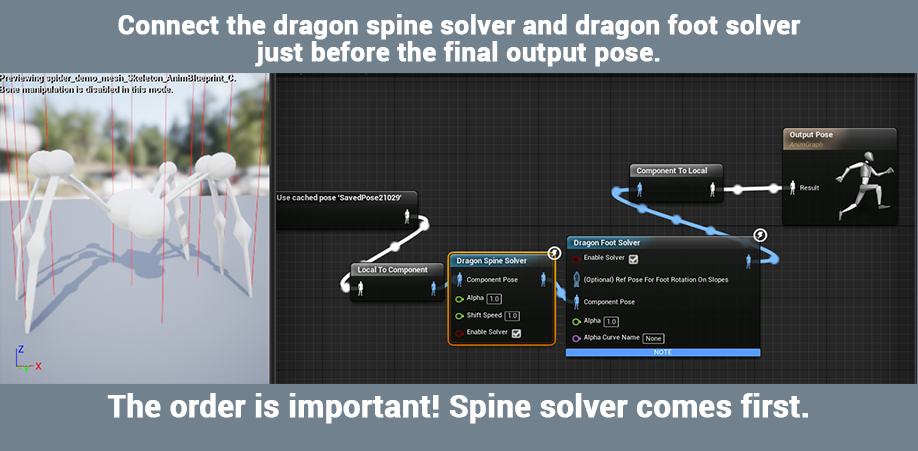 Connect the dragon spine solver and dragon foot solver
just before the final output pose.
Previewing spider_demo_mesh_Skeleton_AnimBlueprint_C.
Bone manipulation is disabled in this mode.
Output Pose
AnimGraph
Result
Component To Local
Use cached pose 'SavedPose21029'
Local To Component
Dragon Spine Solver
Component Pose
Alpha 1.0
Shift Speed 1.0
Enable Solver
Dragon Foot Solver
Enable Solver
(Optional) Ref Pose For Foot Rotation On Slopes
Component Pose
Alpha 1.0
Alpha Curve Name None
NOTE
Z
X
The order is important! Spine solver comes first.